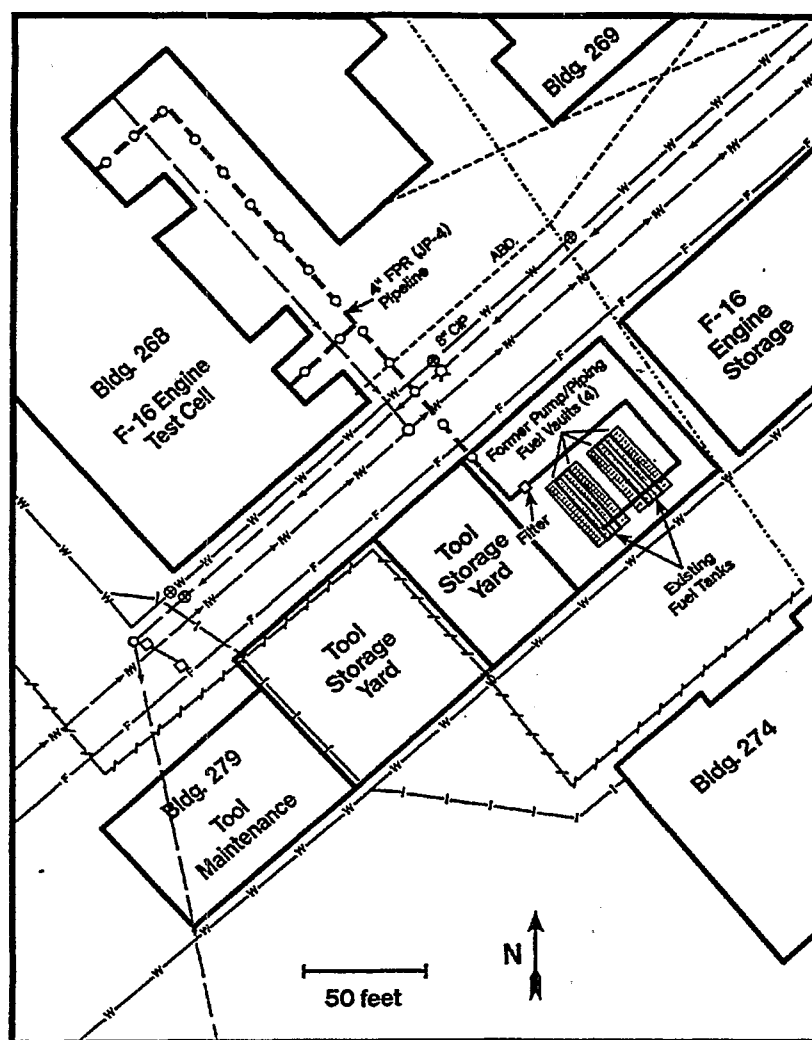 Bldg. 269
4" FPR (JP-4)
Pipeline
ABD.
8" CIP
Bldg. 268
F-16 Engine
Test Cell
F-16
Engine
Storage
Former Pump/Piping
Fuel Vaults (4)
Filter
Tool
Storage
Yard
Existing
Fuel Tanks
Tool
Storage
Yard
Bldg. 279
Tool
Maintenance
Bldg. 274
N
50 feet
W
IW
F